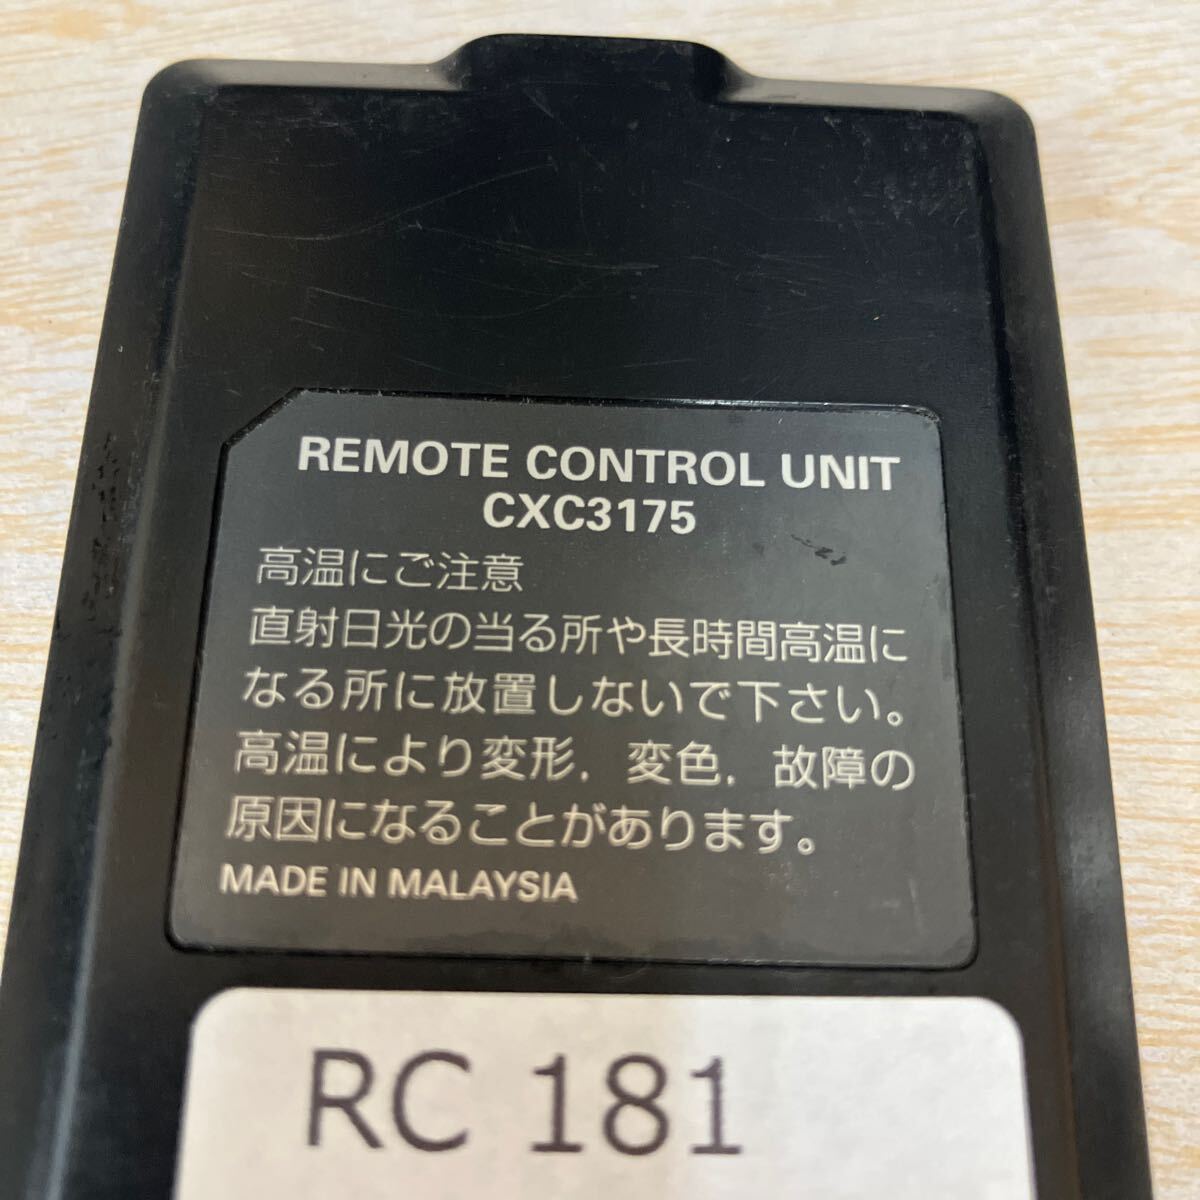 REMOTE CONTROL UNIT
CXC3175
高温にご注意
直射日光の当る所や長時間高温に
なる所に放置しないで下さい。
高温により変形，変色，故障の
原因になることがあります。
MADE IN MALAYSIA
RC 181